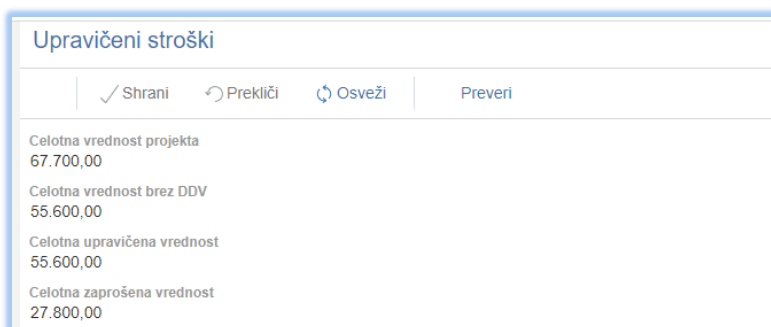 Upravičeni stroški
Shrani Prekliči Osveži Preveri
Celotna vrednost projekta
67.700,00
Celotna vrednost brez DDV
55.600,00
Celotna upravičena vrednost
55.600,00
Celotna zaprošena vrednost
27.800,00